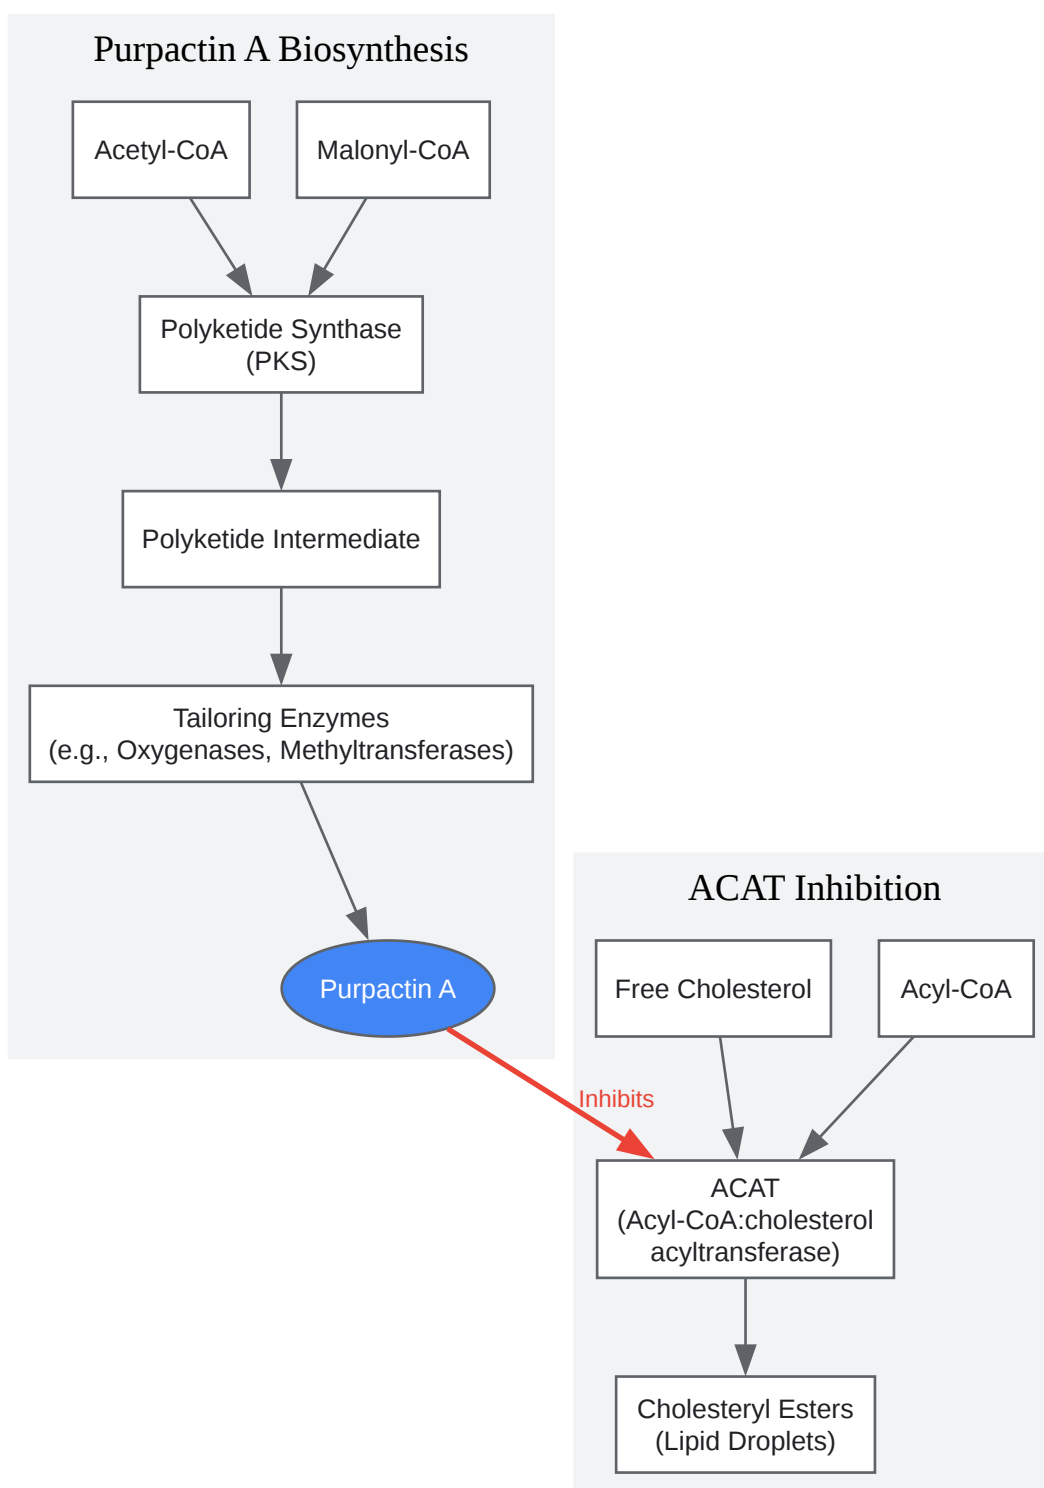 Purpactin A Biosynthesis
Acetyl-CoA
Malonyl-CoA
Polyketide Synthase
(PKS)
Polyketide Intermediate
Tailoring Enzymes
(e.g., Oxygenases, Methyltransferases)
Purpactin A
Inhibits
ACAT Inhibition
Free Cholesterol
Acyl-CoA
ACAT
(Acyl-CoA:cholesterol
acyltransferase)
Cholesteryl Esters
(Lipid Droplets)